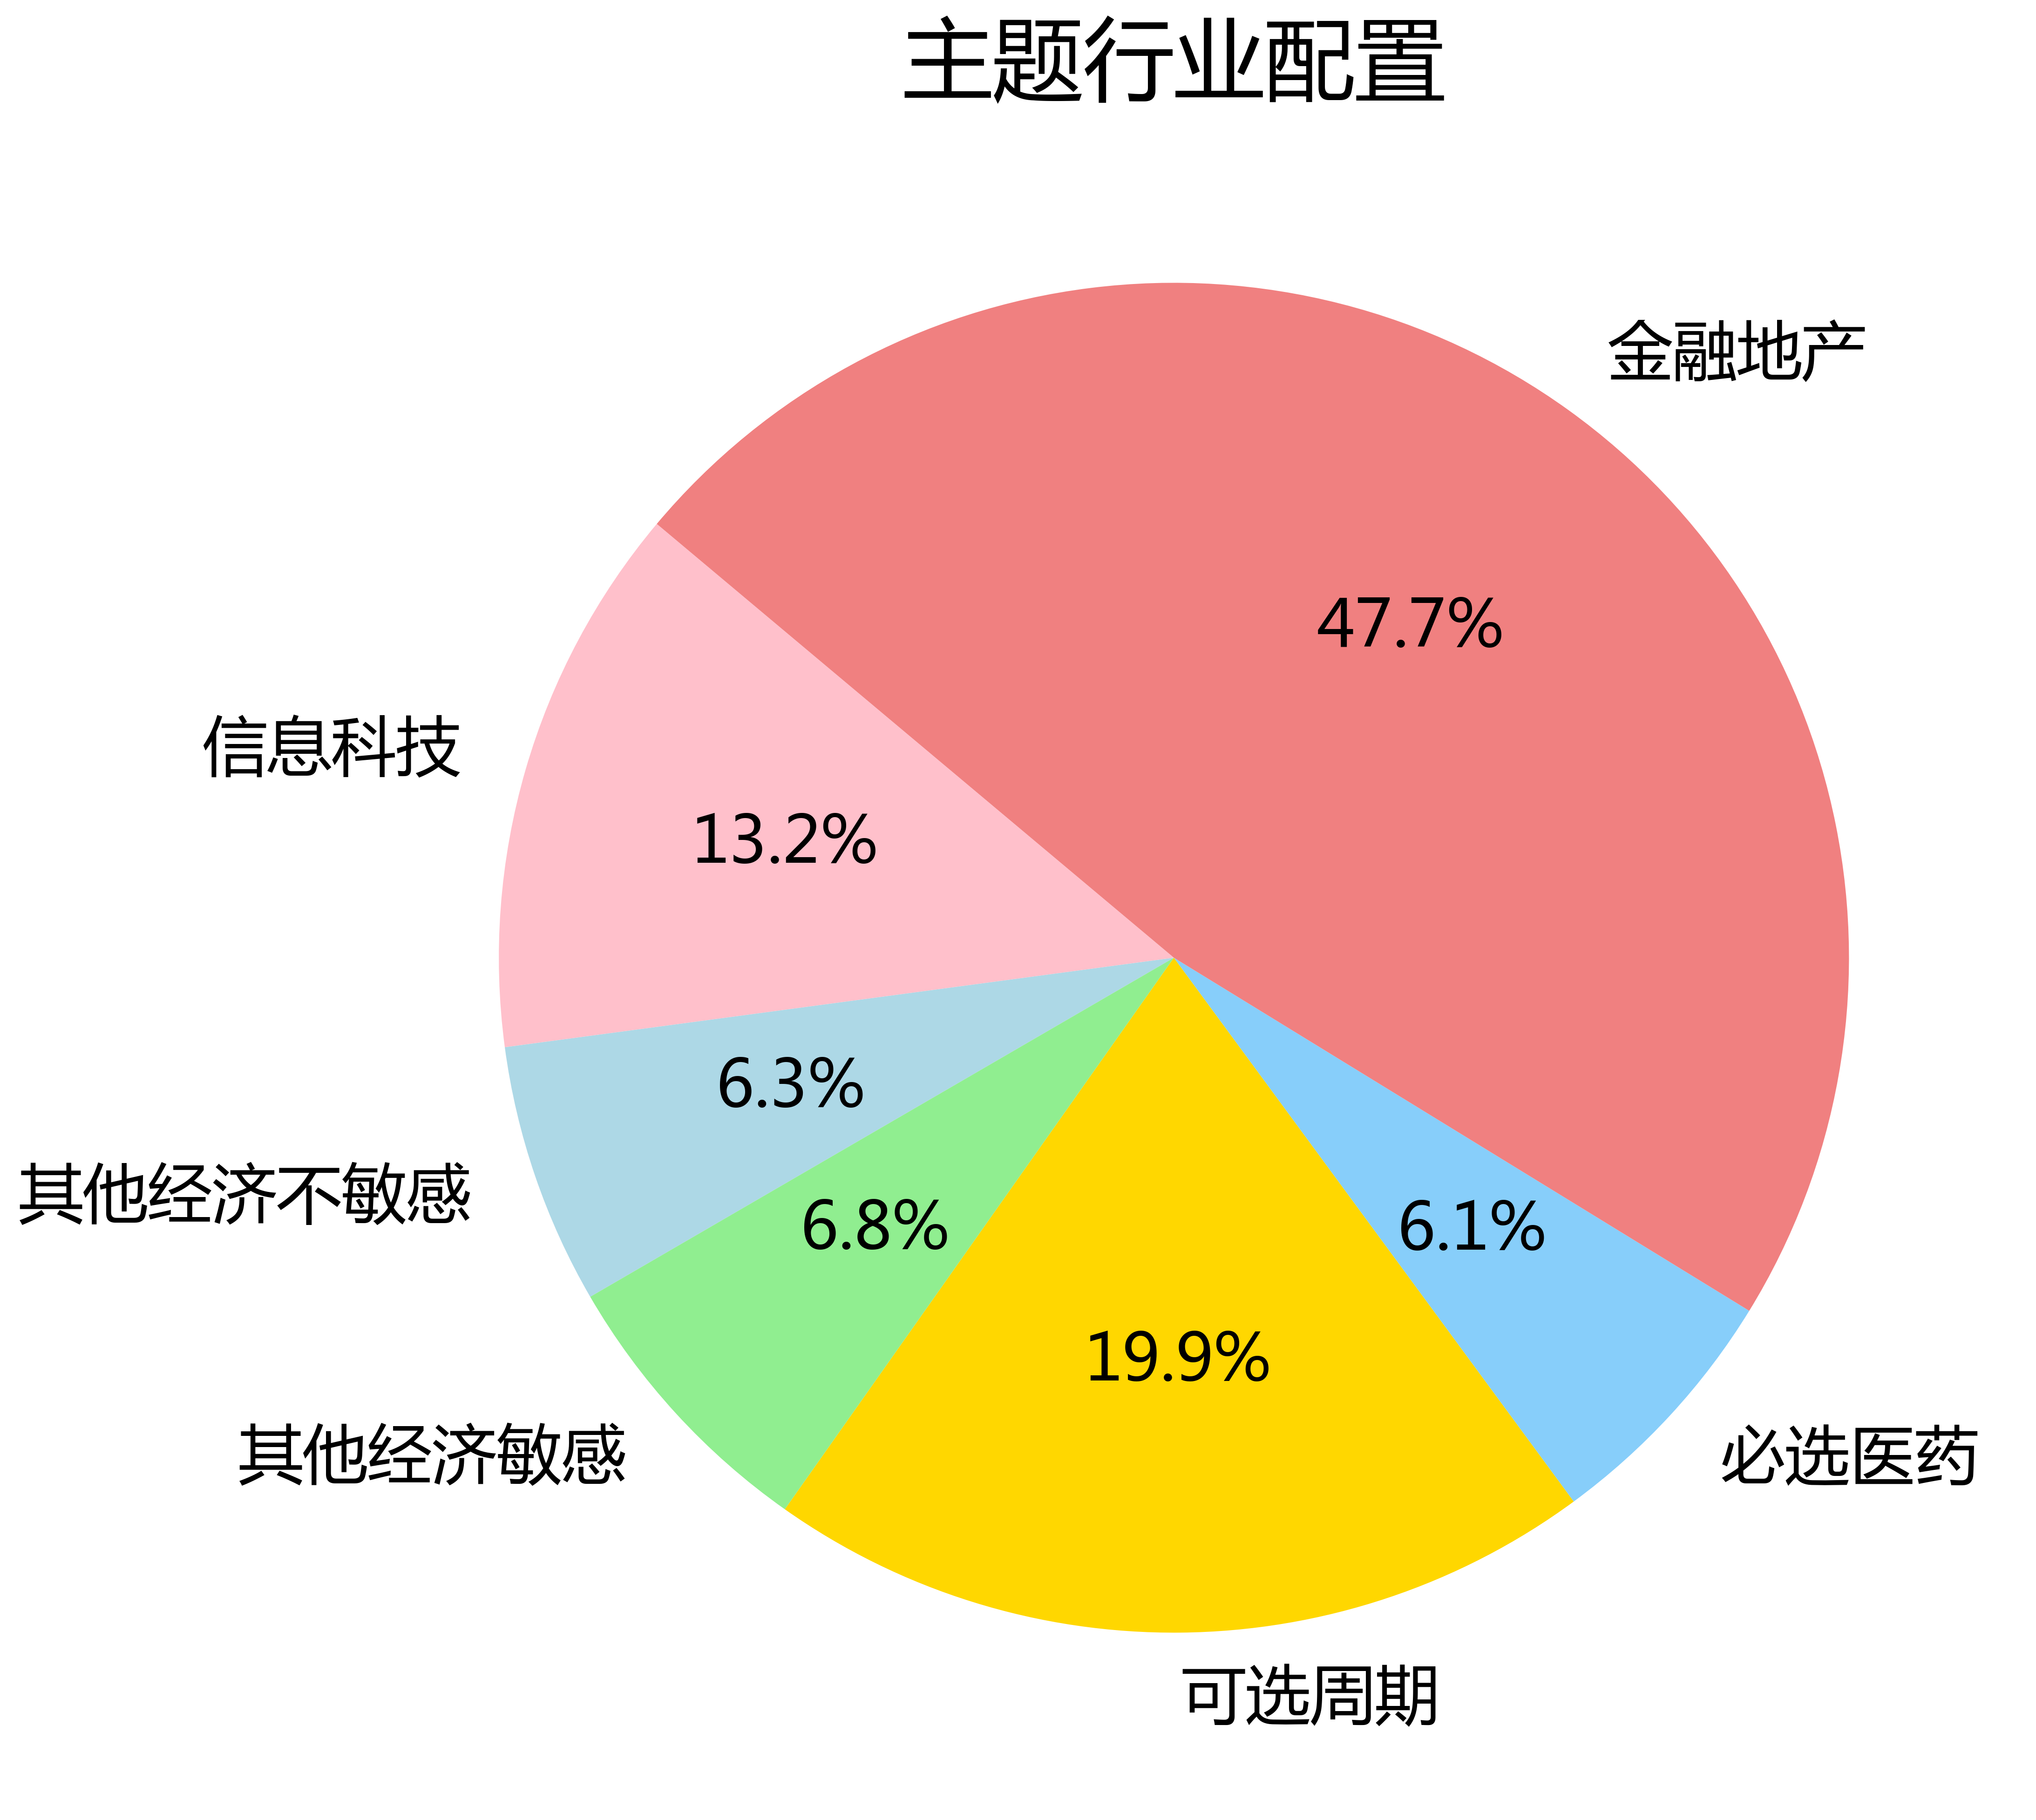 主题行业配置
金融地产
47.7%
信息科技
13.2%
6.3%
其他经济不敏感
6.8%
6.1%
19.9%
其他经济敏感
必选医药
可选周期